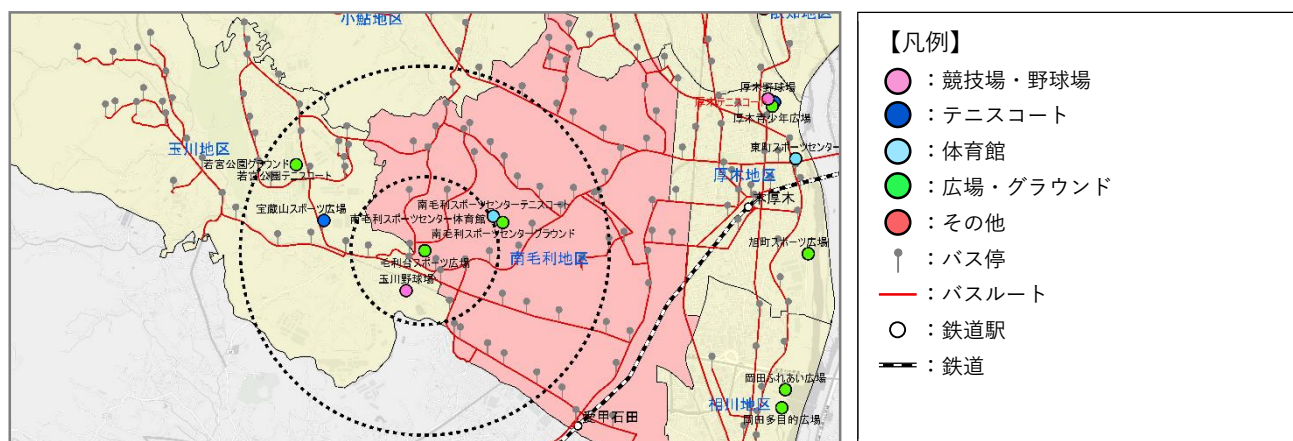 小鮎地区
厚木野球場
厚木テニスコート
厚木青少年広場
東町スポーツセンター
玉川地区
若宮公園グラウンド
若宮公園テニスコート
厚木地区
本厚木
宝蔵山スポーツ広場
南毛利スポーツセンターテニスコート
南毛利スポーツセンター体育館
南毛利スポーツセンターグラウンド
旭町スポーツ広場
毛利台スポーツ広場
南毛利地区
玉川野球場
岡田ふれあい広場
相川地区
岡田多目的広場
愛甲石田
【凡例】
：競技場・野球場
：テニスコート
：体育館
：広場・グラウンド
：その他
：バス停
：バスルート
：鉄道駅
：鉄道